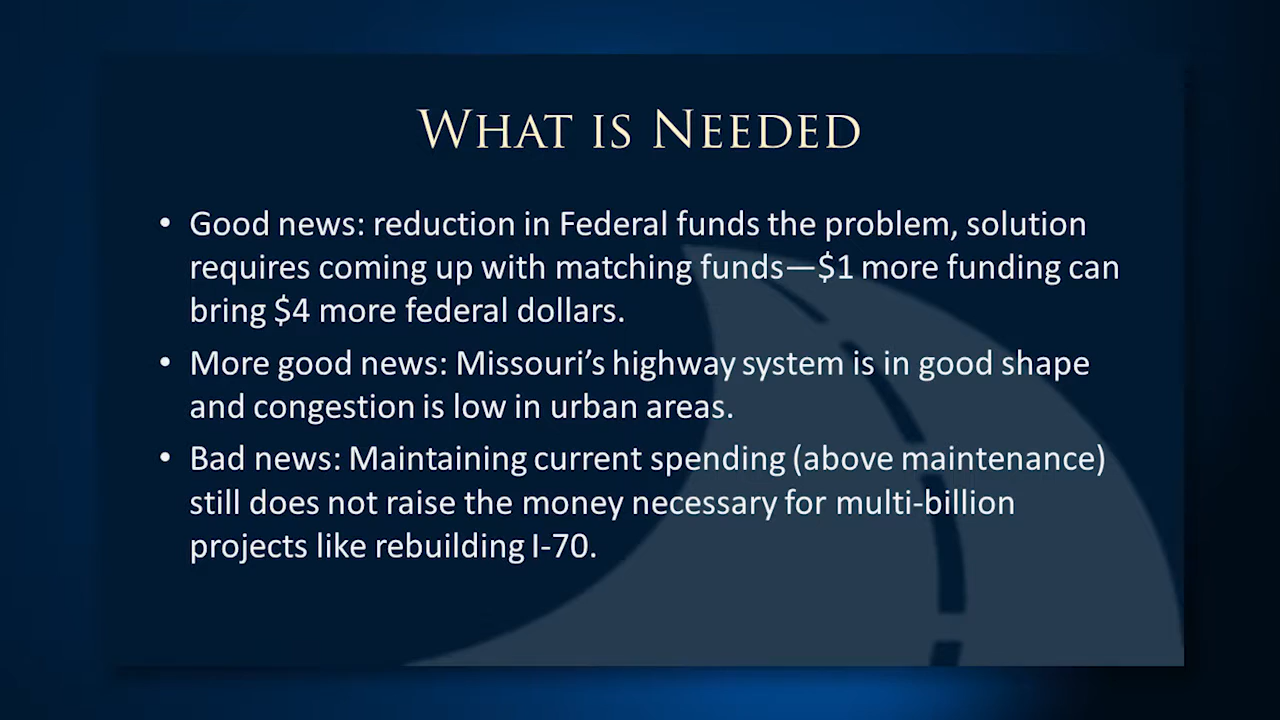 What is Needed
• Good news: reduction in Federal funds the problem, solution
requires coming up with matching funds—$1 more funding can
bring $4 more federal dollars.
• More good news: Missouri’s highway system is in good shape
and congestion is low in urban areas.
• Bad news: Maintaining current spending (above maintenance)
still does not raise the money necessary for multi-billion
projects like rebuilding I-70.